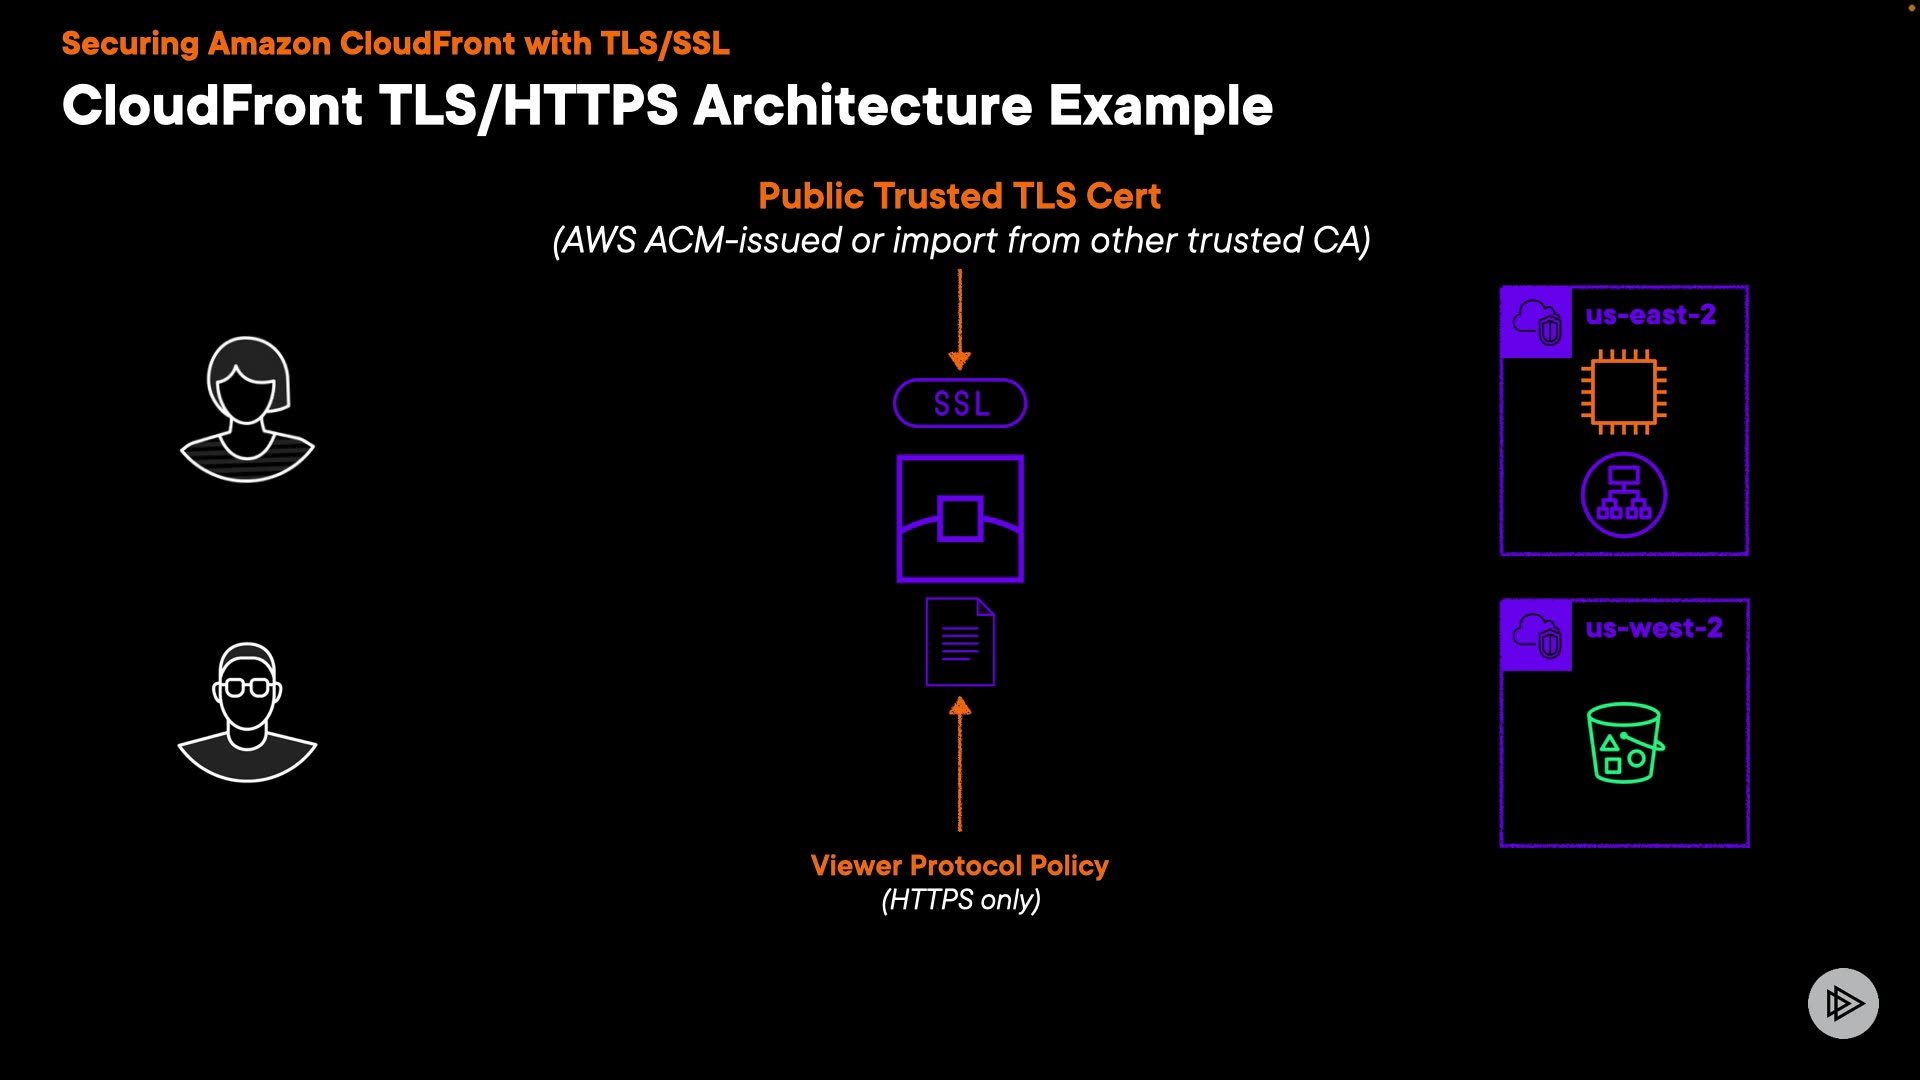 Securing Amazon CloudFront with TLS/SSL
CloudFront TLS/HTTPS Architecture Example
Public Trusted TLS Cert
(AWS ACM-issued or import from other trusted CA)
SSL
us-east-2
us-west-2
Viewer Protocol Policy
(HTTPS only)